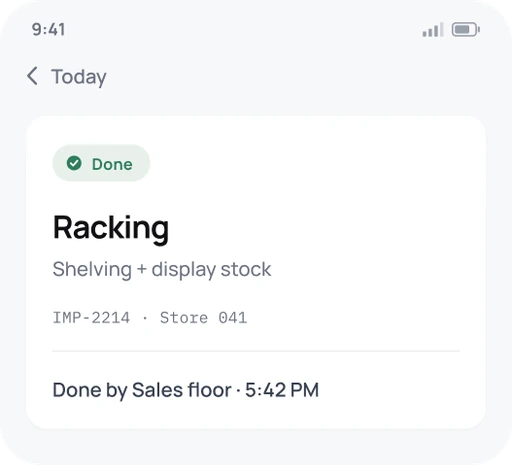 9:41
Today
Done
Racking
Shelving + display stock
IMP-2214 · Store 041
Done by Sales floor · 5:42 PM